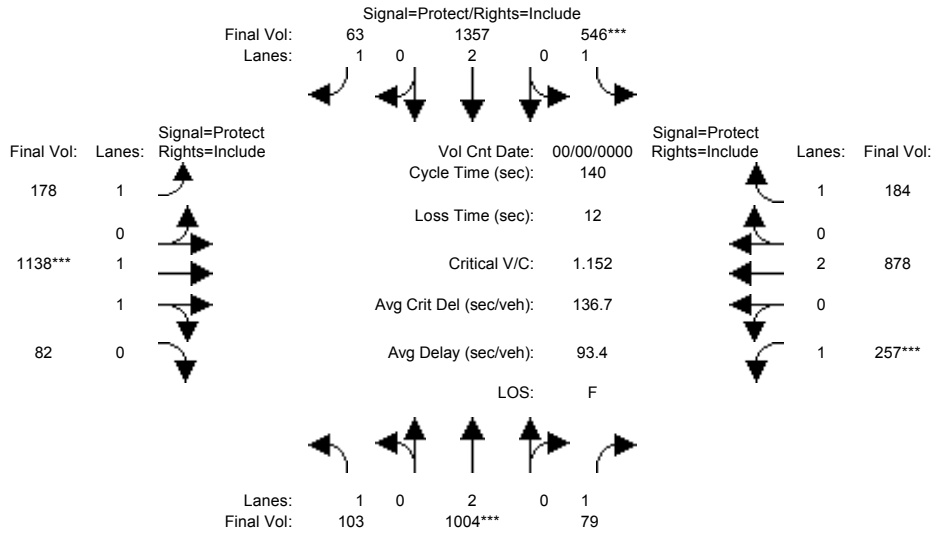 Signal=Protect/Rights=Include
Final Vol: 63 1357 546***
Lanes: 1 0 2 0 1
Signal=Protect Signal=Protect
Final Vol: Lanes: Rights=Include Vol Cnt Date: 00/00/0000 Rights=Include Lanes: Final Vol:
Cycle Time (sec): 140
178 1 1 184
Loss Time (sec): 12
0 0
1138*** 1 Critical V/C: 1.152 2 878
1 Avg Crit Del (sec/veh): 136.7 0
82 0 Avg Delay (sec/veh): 93.4 1 257***
LOS: F
Lanes: 1 0 2 0 1
Final Vol: 103 1004*** 79